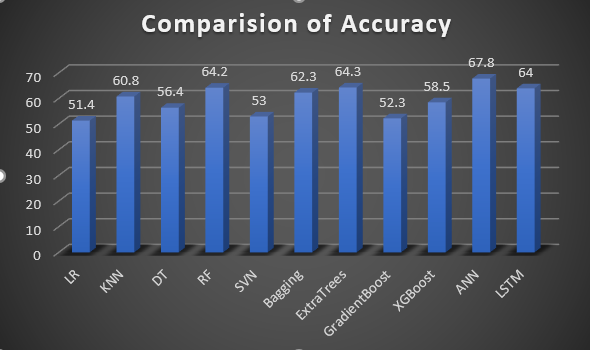 Comparision of Accuracy
70
60
50
40
30
20
10
0
51.4
60.8
56.4
64.2
53
62.3
64.3
52.3
58.5
67.8
64
LR
KNN
DT
RF
SVN
Bagging
ExtraTrees
GradientBoost
XGBoost
ANN
LSTM